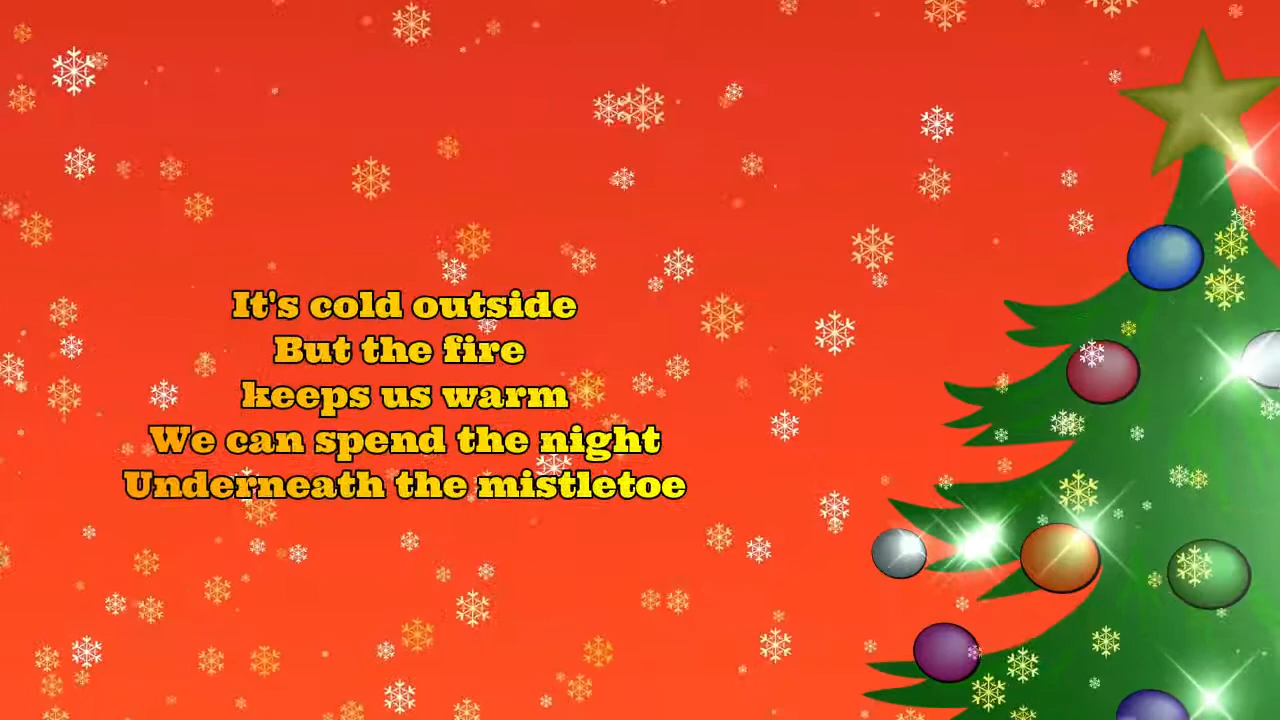 It's cold outside
But the fire
keeps us warm
We can spend the night
Underneath the mistletoe